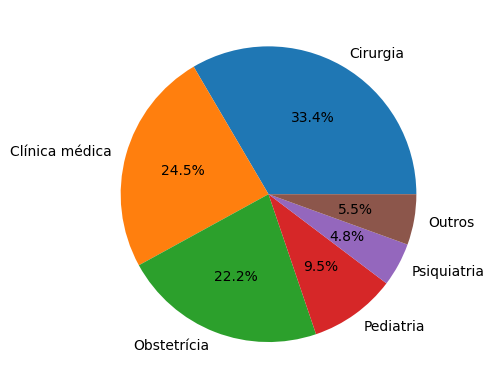 Cirurgia
33.4%
Clínica médica
24.5%
Obstetrícia
22.2%
Pediatria
9.5%
Psiquiatria
4.8%
Outros
5.5%